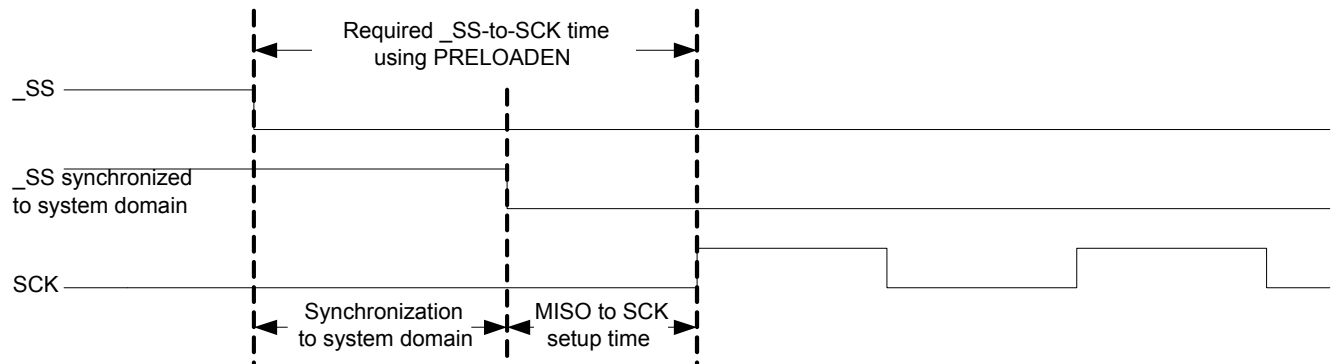 Required _SS-to-SCK time
using PRELOADEN
_SS
_SS synchronized
to system domain
SCK
Synchronization
to system domain
MISO to SCK
setup time